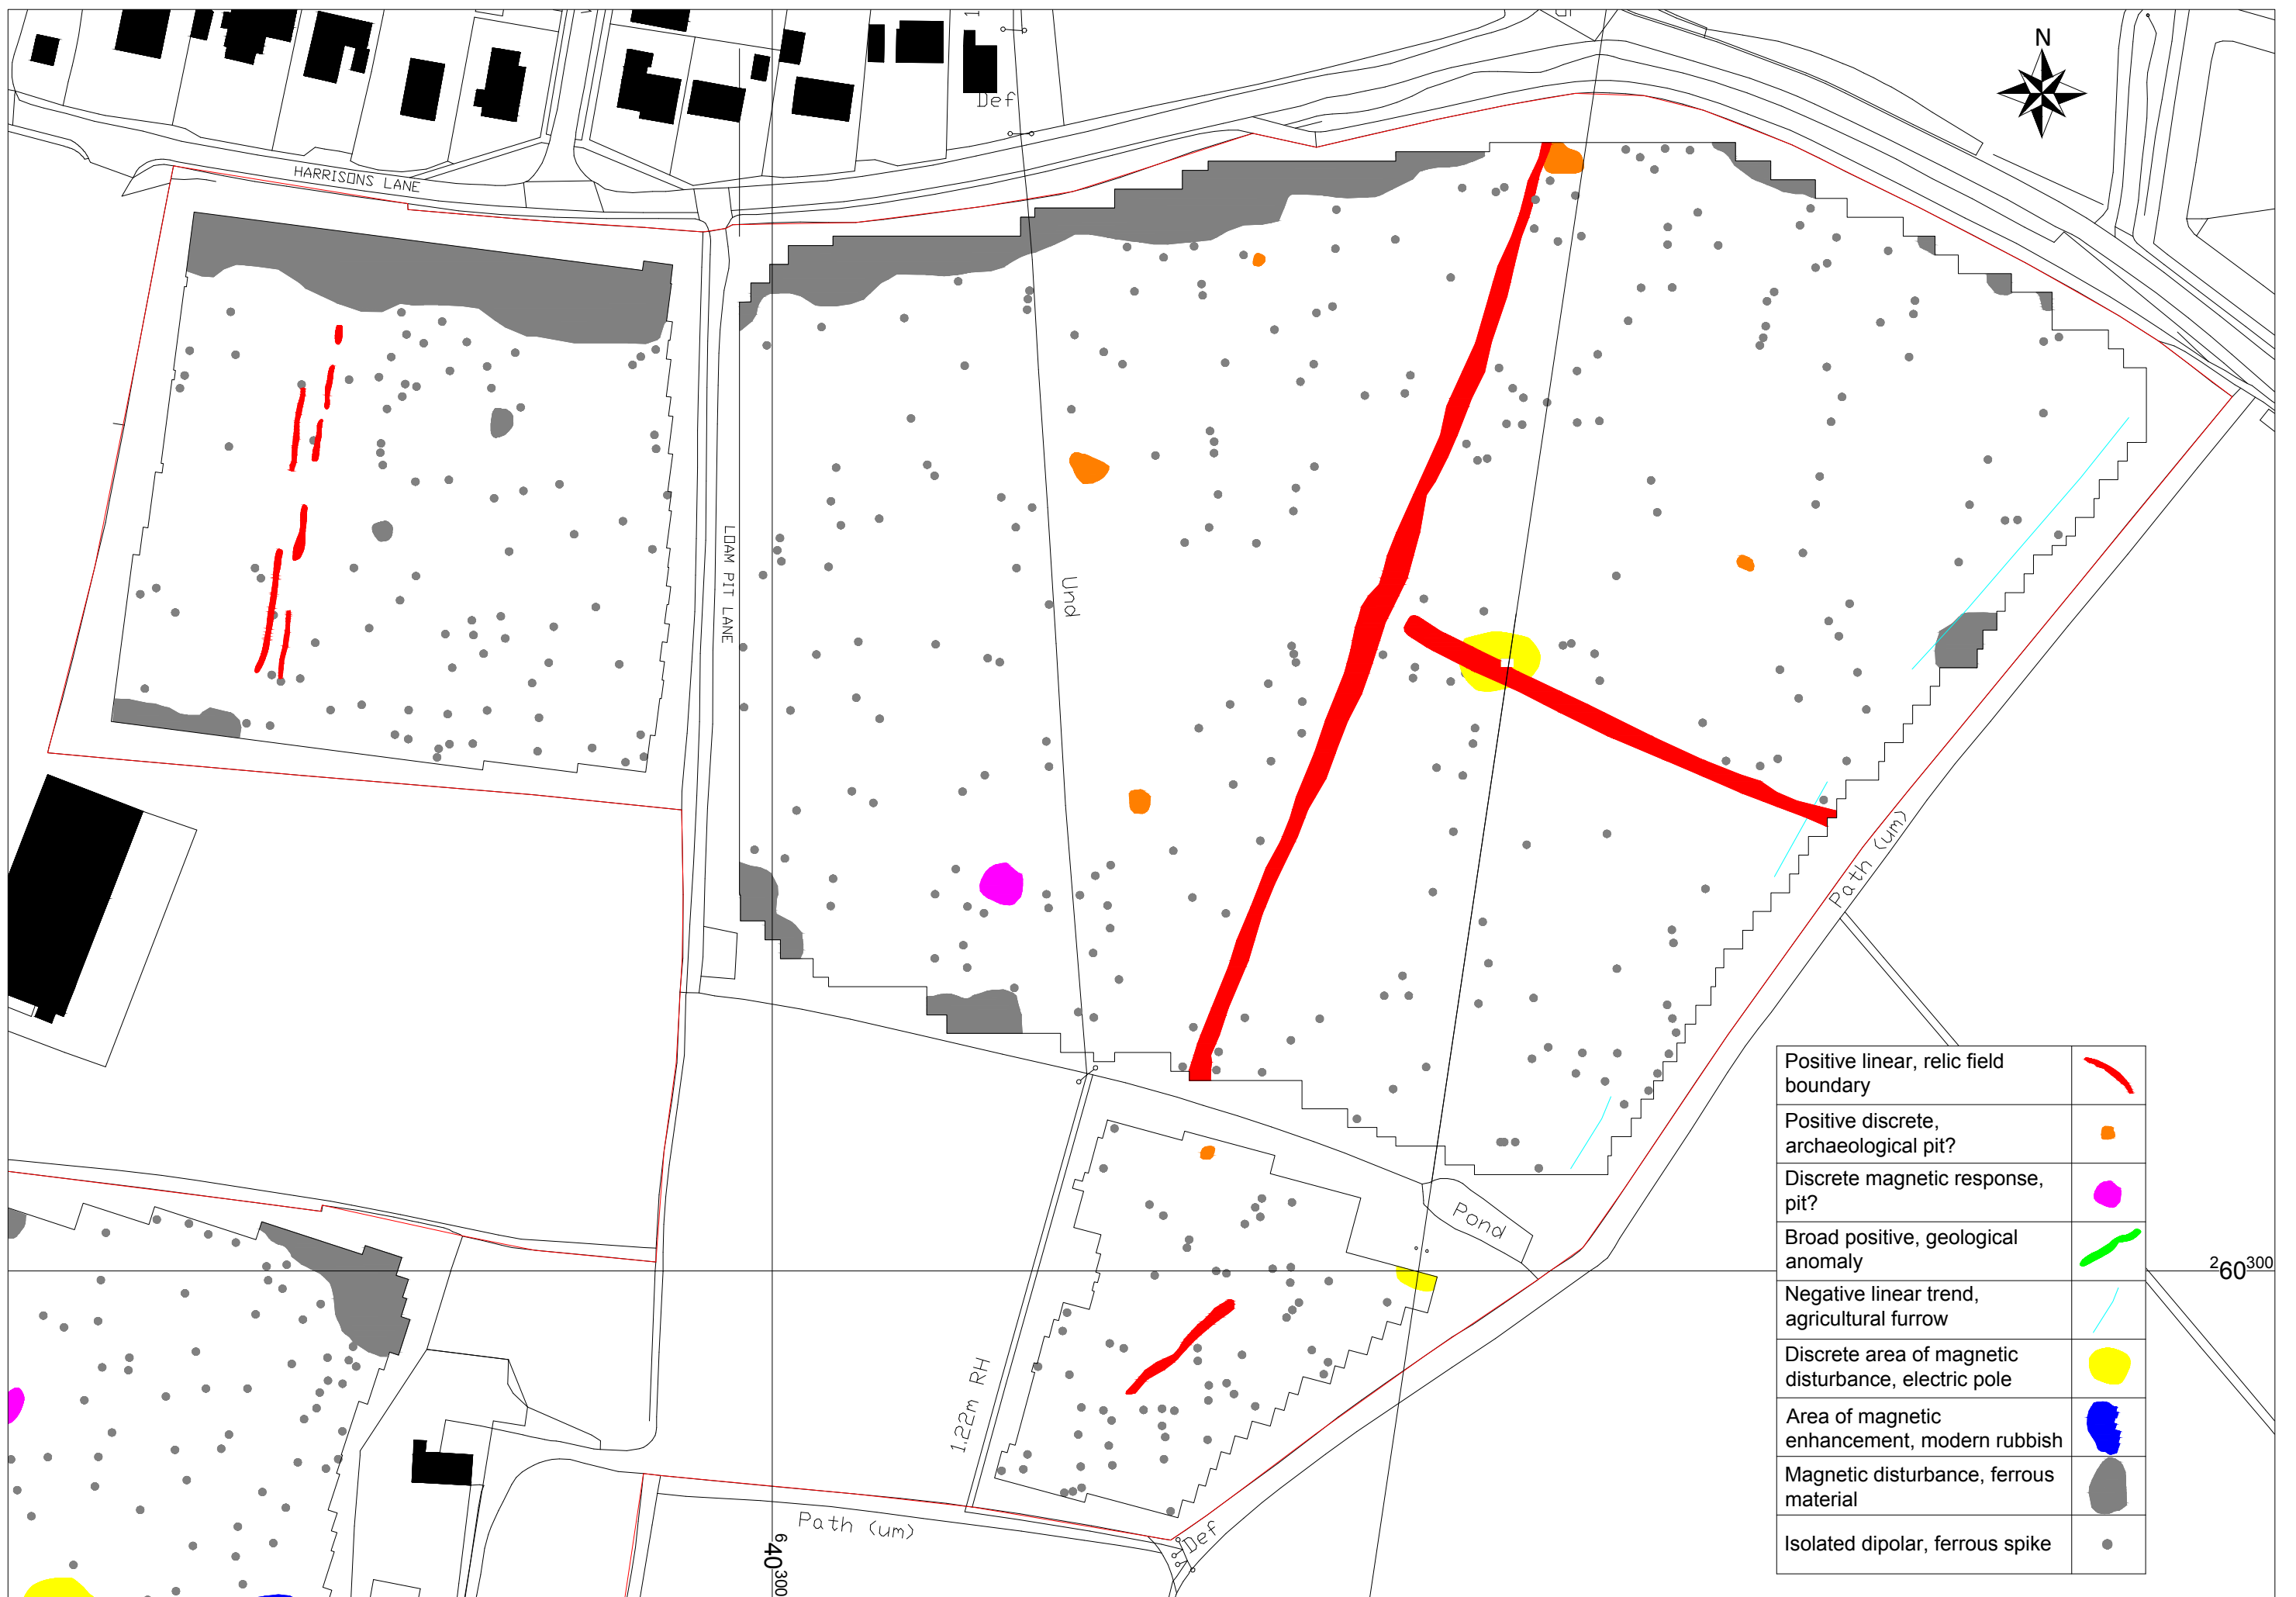 N
Def
HARRISONS LANE
LOAM PIT LANE
Und
Path (um)
Pond
1.22m RH
Path (um)
Def
Positive linear, relic field
boundary
Positive discrete,
archaeological pit?
Discrete magnetic response,
pit?
Broad positive, geological
anomaly
Negative linear trend,
agricultural furrow
Discrete area of magnetic
disturbance, electric pole
Area of magnetic
enhancement, modern rubbish
Magnetic disturbance, ferrous
material
Isolated dipolar, ferrous spike
260300
640300